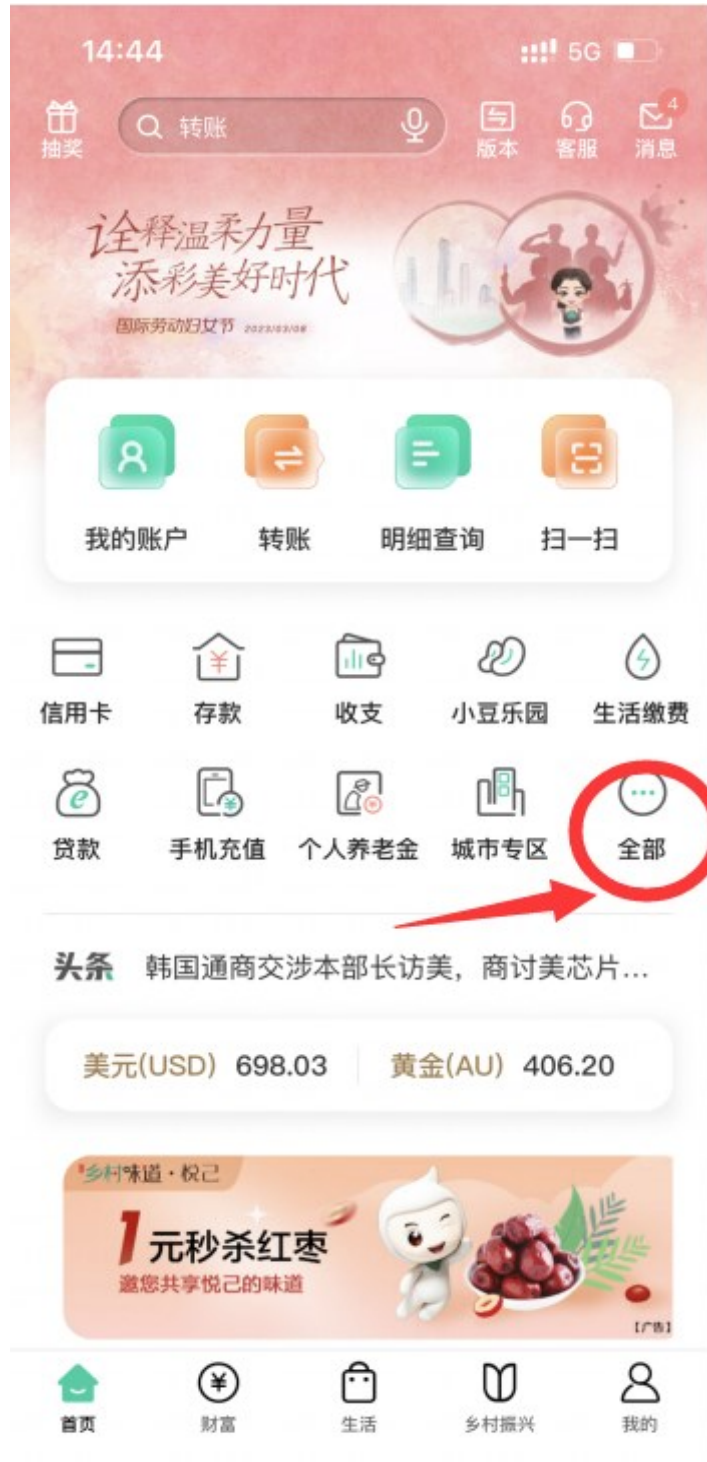 14:44 5G
抽奖 转账 版本 客服 消息 4
诠释温柔力量
添彩美好时代
国际劳动妇女节 2023/03/08
我的账户 转账 明细查询 扫一扫
信用卡 存款 收支 小豆乐园 生活缴费
贷款 手机充值 个人养老金 城市专区 全部
头条 韩国通商交涉本部长访美，商讨美芯片...
美元(USD) 698.03 黄金(AU) 406.20
乡村味道·悦己
1元秒杀红枣
邀您共享悦己的味道
【广告】
首页 财富 生活 乡村振兴 我的